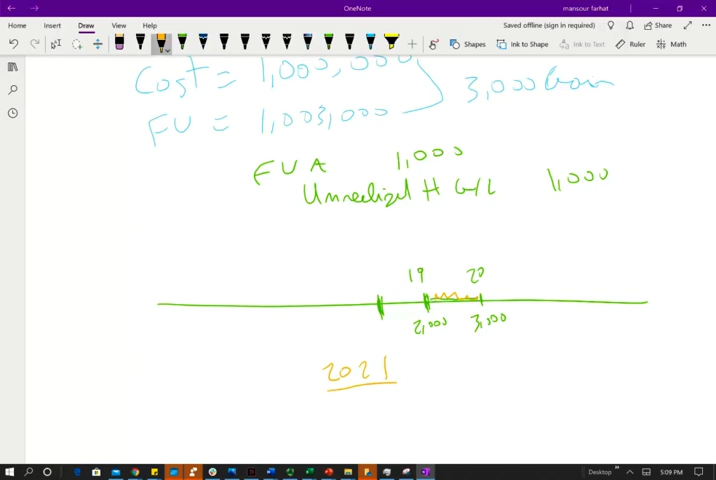 OneNote
mansour farhat
Home Insert Draw View Help
Saved offline (sign in required)
Share
Shapes Ink to Shape Ink to Text Ruler Math
Cost = 1,000,000
3,000
FV = 1,003,000
FVA 1,000
Unrealized H G/L 1,000
19 20
2,000 3,000
2021
Desktop
5:09 PM